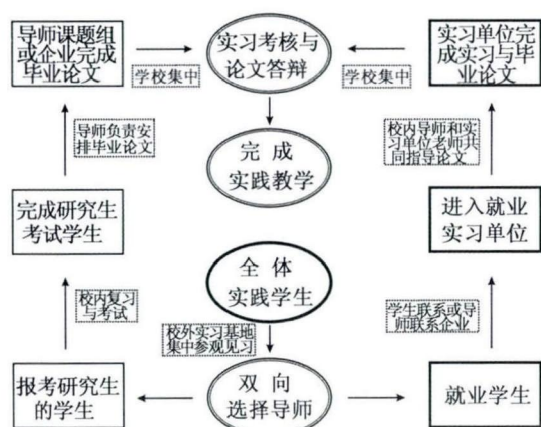 导师课题组
或企业完成
毕业论文
学校集中
实习考核与
论文答辩
学校集中
实习单位完
成实习与毕
业论文
导师负责安
排毕业论文
完成
实践教学
校内导师和实
习单位老师共
同指导论文
完成研究生
考试学生
进入就业
实习单位
全体
实践学生
校内复习
与考试
校外实习基地
集中参观见习
学生联系或导
师联系企业
报考研究生
的学生
双向
选择导师
就业学生